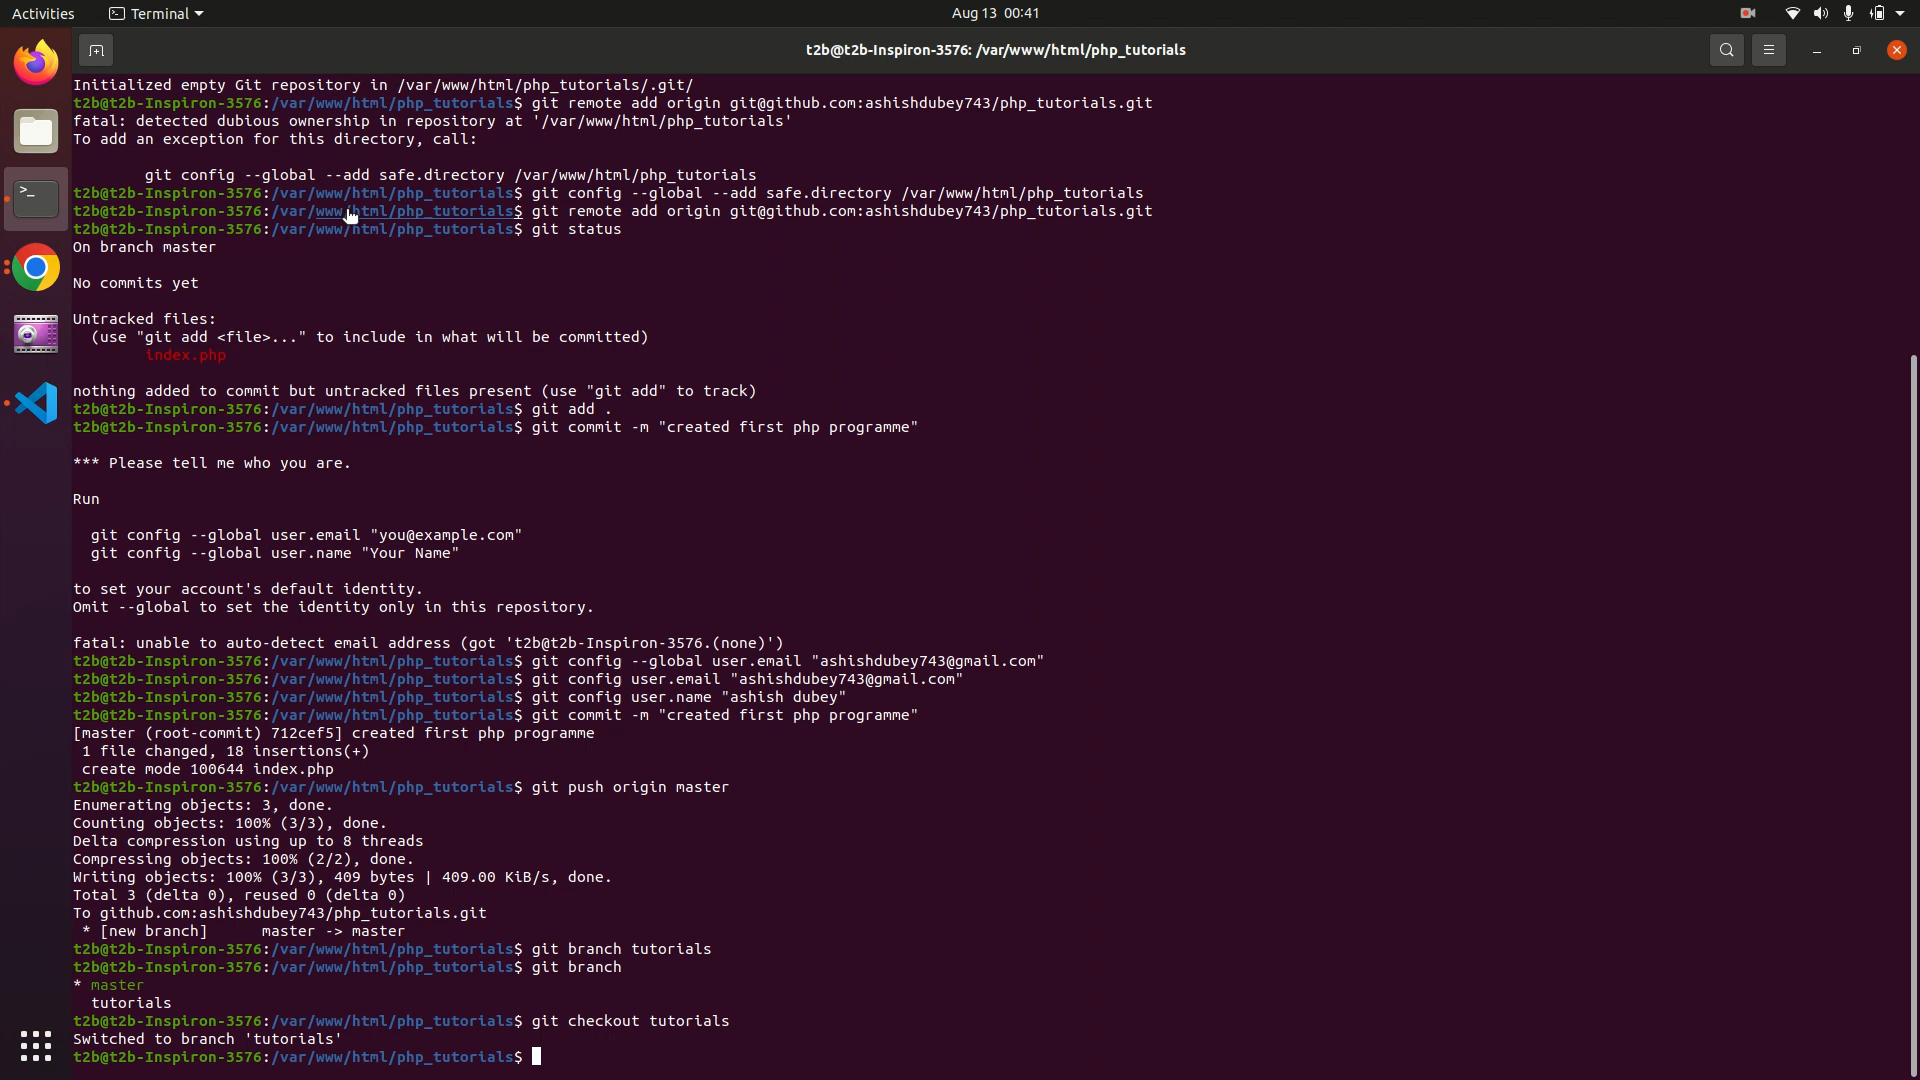 Activities
Terminal
Aug 13 00:41
t2b@t2b-Inspiron-3576: /var/www/html/php_tutorials
Initialized empty Git repository in /var/www/html/php_tutorials/.git/
t2b@t2b-Inspiron-3576:/var/www/html/php_tutorials$ git remote add origin git@github.com:ashishdubey743/php_tutorials.git
fatal: detected dubious ownership in repository at '/var/www/html/php_tutorials'
To add an exception for this directory, call:
git config --global --add safe.directory /var/www/html/php_tutorials
t2b@t2b-Inspiron-3576:/var/www/html/php_tutorials$ git config --global --add safe.directory /var/www/html/php_tutorials
t2b@t2b-Inspiron-3576:/var/www/html/php_tutorials$ git remote add origin git@github.com:ashishdubey743/php_tutorials.git
t2b@t2b-Inspiron-3576:/var/www/html/php_tutorials$ git status
On branch master
No commits yet
Untracked files:
(use "git add <file>..." to include in what will be committed)
index.php
nothing added to commit but untracked files present (use "git add" to track)
t2b@t2b-Inspiron-3576:/var/www/html/php_tutorials$ git add .
t2b@t2b-Inspiron-3576:/var/www/html/php_tutorials$ git commit -m "created first php programme"
*** Please tell me who you are.
Run
git config --global user.email "you@example.com"
git config --global user.name "Your Name"
to set your account's default identity.
Omit --global to set the identity only in this repository.
fatal: unable to auto-detect email address (got 't2b@t2b-Inspiron-3576.(none)')
t2b@t2b-Inspiron-3576:/var/www/html/php_tutorials$ git config --global user.email "ashishdubey743@gmail.com"
t2b@t2b-Inspiron-3576:/var/www/html/php_tutorials$ git config user.email "ashishdubey743@gmail.com"
t2b@t2b-Inspiron-3576:/var/www/html/php_tutorials$ git config user.name "ashish dubey"
t2b@t2b-Inspiron-3576:/var/www/html/php_tutorials$ git commit -m "created first php programme"
[master (root-commit) 712cef5] created first php programme
1 file changed, 18 insertions(+)
create mode 100644 index.php
t2b@t2b-Inspiron-3576:/var/www/html/php_tutorials$ git push origin master
Enumerating objects: 3, done.
Counting objects: 100% (3/3), done.
Delta compression using up to 8 threads
Compressing objects: 100% (2/2), done.
Writing objects: 100% (3/3), 409 bytes | 409.00 KiB/s, done.
Total 3 (delta 0), reused 0 (delta 0)
To github.com:ashishdubey743/php_tutorials.git
* [new branch]      master -> master
t2b@t2b-Inspiron-3576:/var/www/html/php_tutorials$ git branch tutorials
t2b@t2b-Inspiron-3576:/var/www/html/php_tutorials$ git branch
* master
tutorials
t2b@t2b-Inspiron-3576:/var/www/html/php_tutorials$ git checkout tutorials
Switched to branch 'tutorials'
t2b@t2b-Inspiron-3576:/var/www/html/php_tutorials$